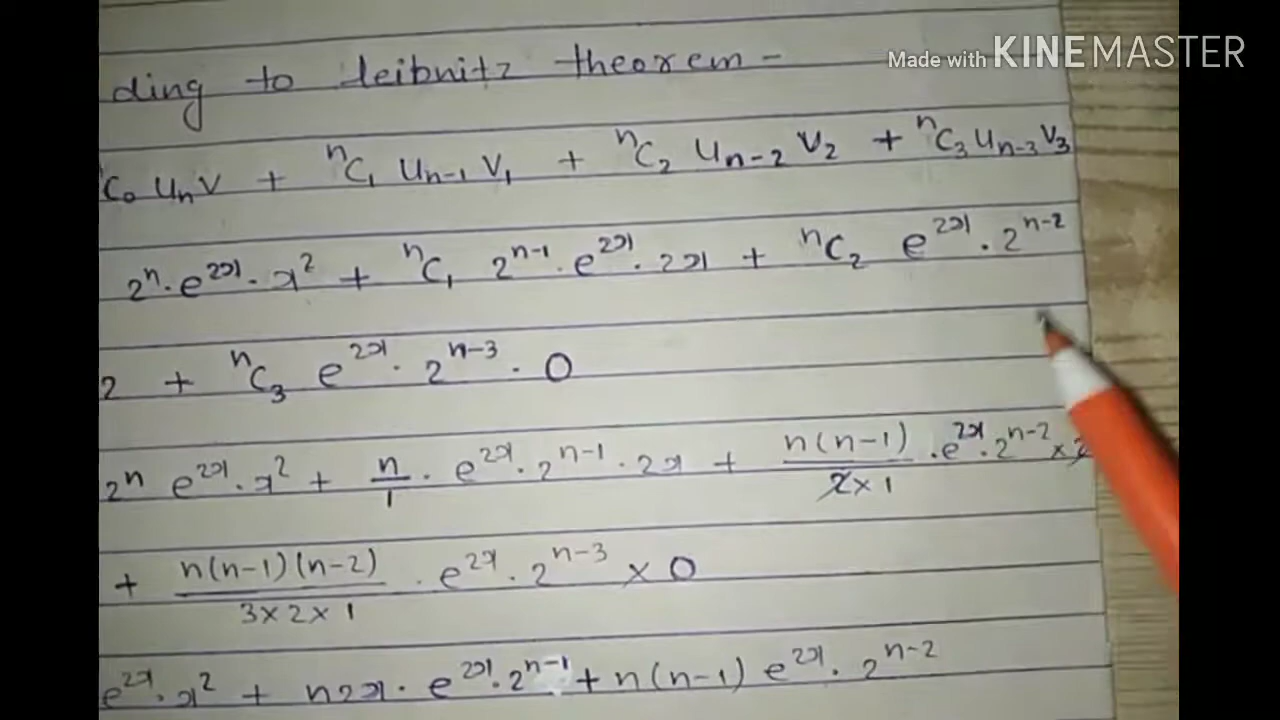 Made with KINEMASTER
ding to leibnitz theorem -
C₀ uₙ v + ⁿC₁ uₙ₋₁ v₁ + ⁿC₂ uₙ₋₂ v₂ + ⁿC₃ uₙ₋₃ v₃
2ⁿ · e²ˣ · x² + ⁿC₁ 2ⁿ⁻¹ · e²ˣ · 2x + ⁿC₂ e²ˣ · 2ⁿ⁻²
2 + ⁿC₃ e²ˣ · 2ⁿ⁻³ · 0
2ⁿ e²ˣ · x² + n/1 · e²ˣ · 2ⁿ⁻¹ · 2x + n(n-1)/2×1 · e²ˣ · 2ⁿ⁻² × 2
+ n(n-1)(n-2)/3×2×1 · e²ˣ · 2ⁿ⁻³ × 0
e²ˣ · x² + n2x · e²ˣ · 2ⁿ⁻¹ + n(n-1) e²ˣ · 2ⁿ⁻²